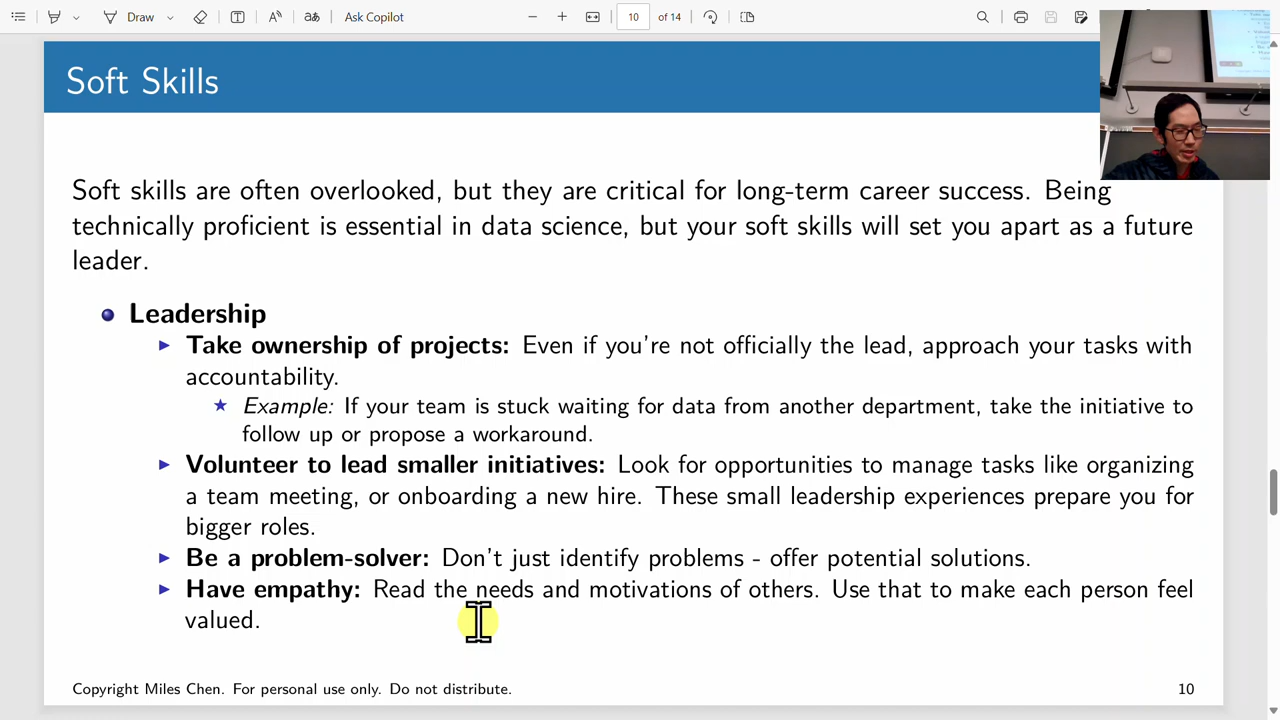 Draw
Ask Copilot
10 of 14
Soft Skills
Soft skills are often overlooked, but they are critical for long-term career success. Being
technically proficient is essential in data science, but your soft skills will set you apart as a future
leader.
Leadership
Take ownership of projects: Even if you're not officially the lead, approach your tasks with
accountability.
Example: If your team is stuck waiting for data from another department, take the initiative to
follow up or propose a workaround.
Volunteer to lead smaller initiatives: Look for opportunities to manage tasks like organizing
a team meeting, or onboarding a new hire. These small leadership experiences prepare you for
bigger roles.
Be a problem-solver: Don't just identify problems - offer potential solutions.
Have empathy: Read the needs and motivations of others. Use that to make each person feel
valued.
Copyright Miles Chen. For personal use only. Do not distribute.
10